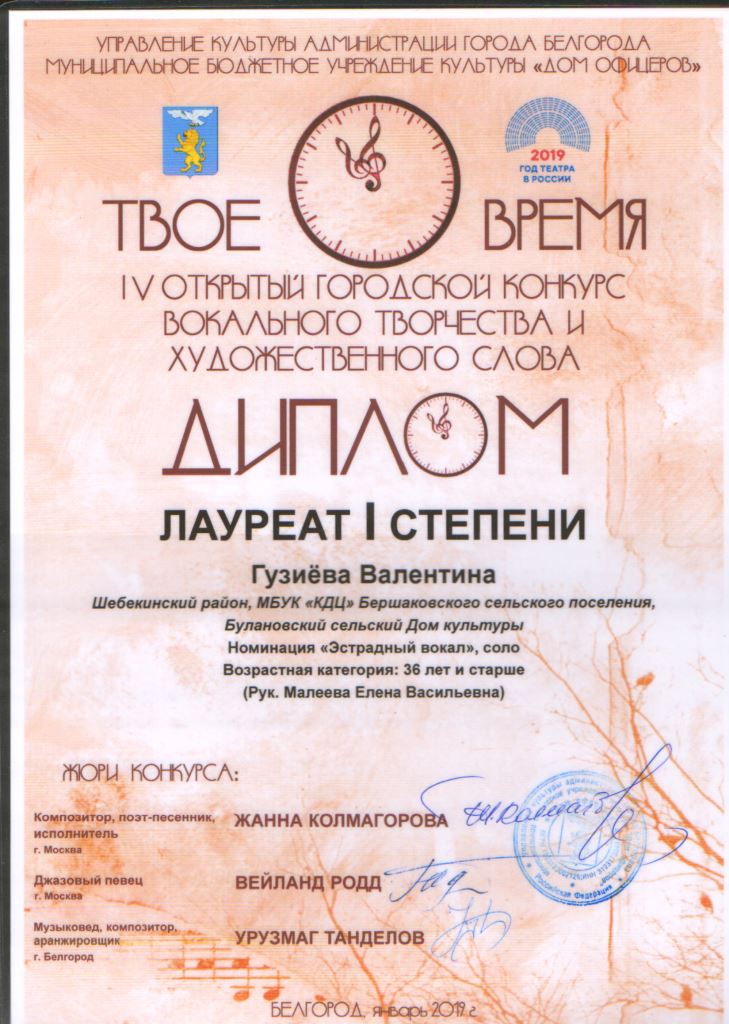 УПРАВЛЕНИЕ КУЛЬТУРЫ АДМИНИСТРАЦИИ ГОРОДА БЕЛГОРОДА
МУНИЦИПАЛЬНОЕ БЮДЖЕТНОЕ УЧРЕЖДЕНИЕ КУЛЬТУРЫ «ДОМ ОФИЦЕРОВ»
2019
ГОД ТЕАТРА
В РОССИИ
ТВОЕ ВРЕМЯ
IV ОТКРЫТЫЙ ГОРОДСКОЙ КОНКУРС
ВОКАЛЬНОГО ТВОРЧЕСТВА И
ХУДОЖЕСТВЕННОГО СЛОВА
ДИПЛОМ
ЛАУРЕАТ I СТЕПЕНИ
Гузиёва Валентина
Шебекинский район, МБУК «КДЦ» Бершаковского сельского поселения,
Булановский сельский Дом культуры
Номинация «Эстрадный вокал», соло
Возрастная категория: 36 лет и старше
(Рук. Малеева Елена Васильевна)
ЖЮРИ КОНКУРСА:
Композитор, поэт-песенник,
исполнитель
г. Москва
ЖАННА КОЛМАГОРОВА
Джазовый певец
г. Москва
ВЕЙЛАНД РОДД
Музыковед, композитор,
аранжировщик
г. Белгород
УРУЗМАГ ТАНДЕЛОВ
Российская Федерация
БЕЛГОРОД, январь 2019 г.